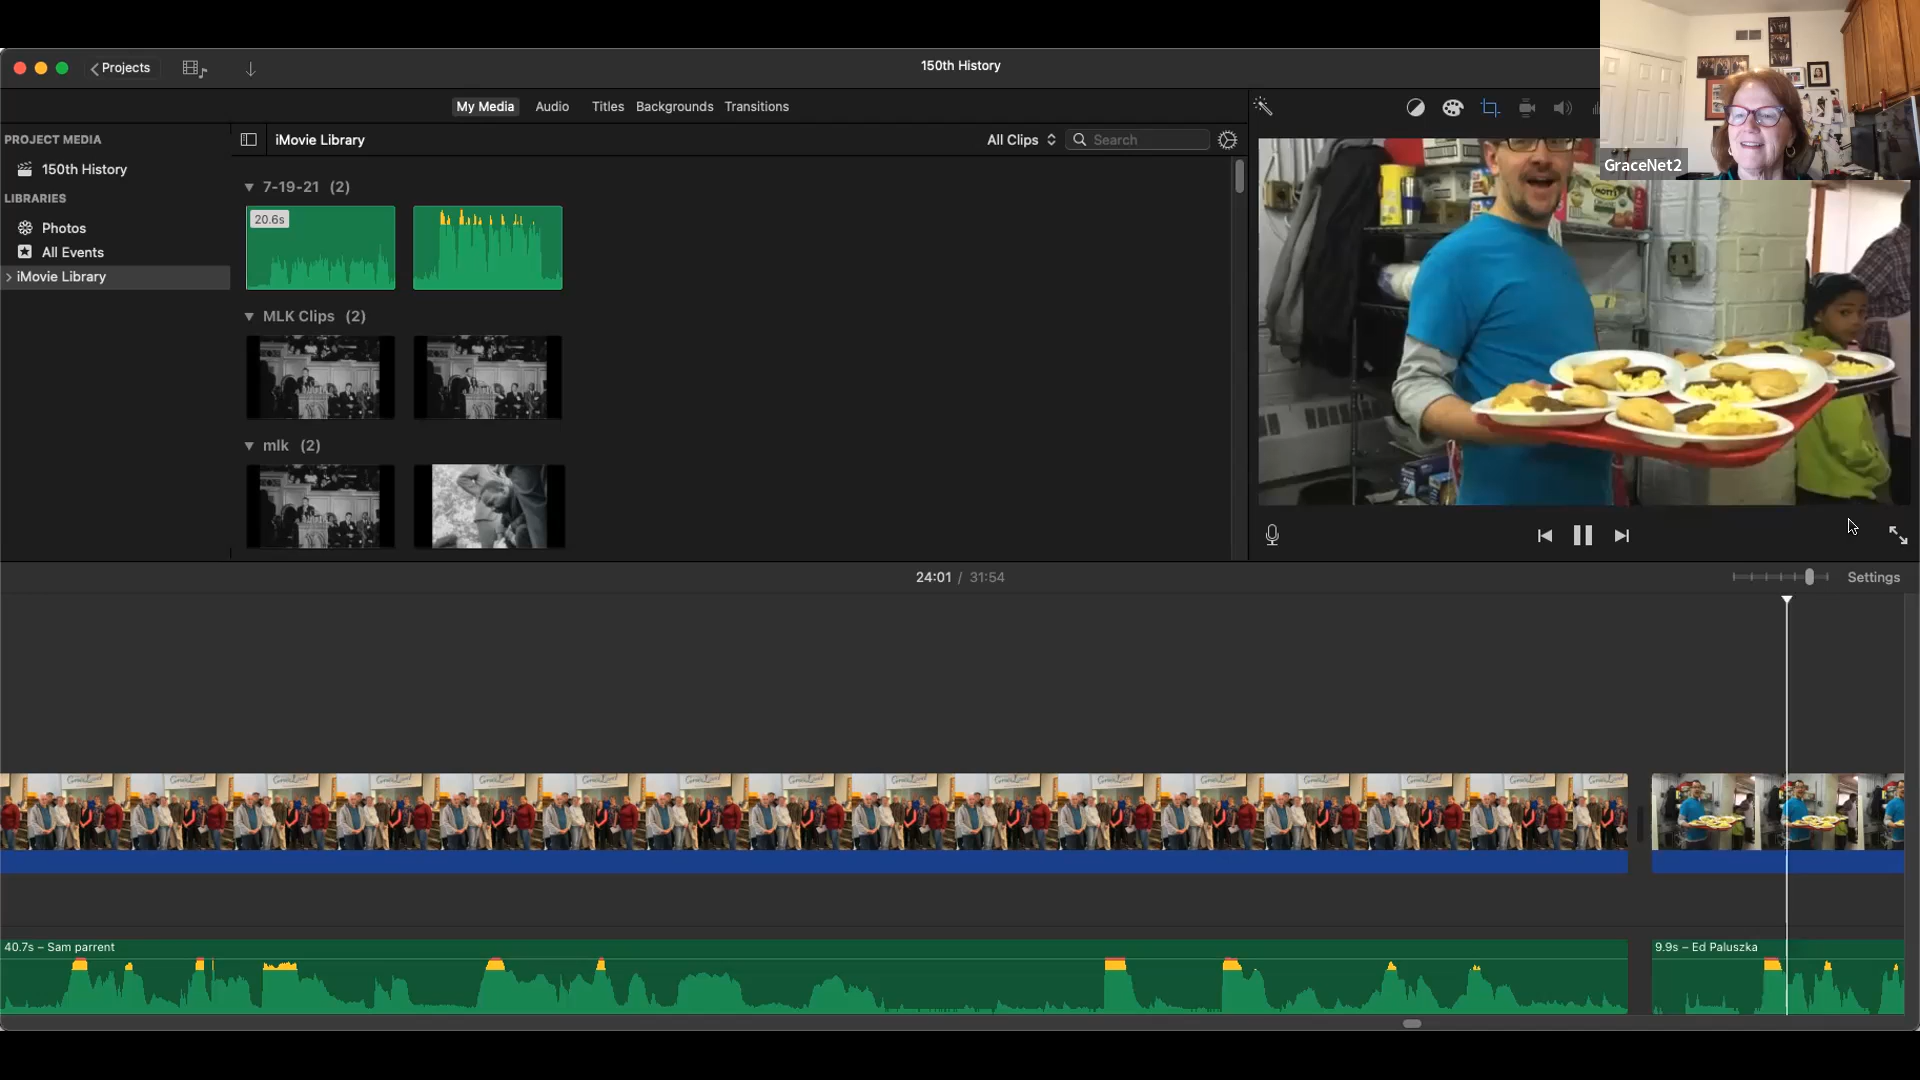 Projects
150th History
My Media
Audio
Titles
Backgrounds
Transitions
PROJECT MEDIA
150th History
LIBRARIES
Photos
All Events
iMovie Library
iMovie Library
All Clips
Search
GraceNet2
7-19-21 (2)
20.6s
MLK Clips (2)
mlk (2)
MOTT'S
24:01 / 31:54
Settings
40.7s – Sam parrent
9.9s – Ed Paluszka